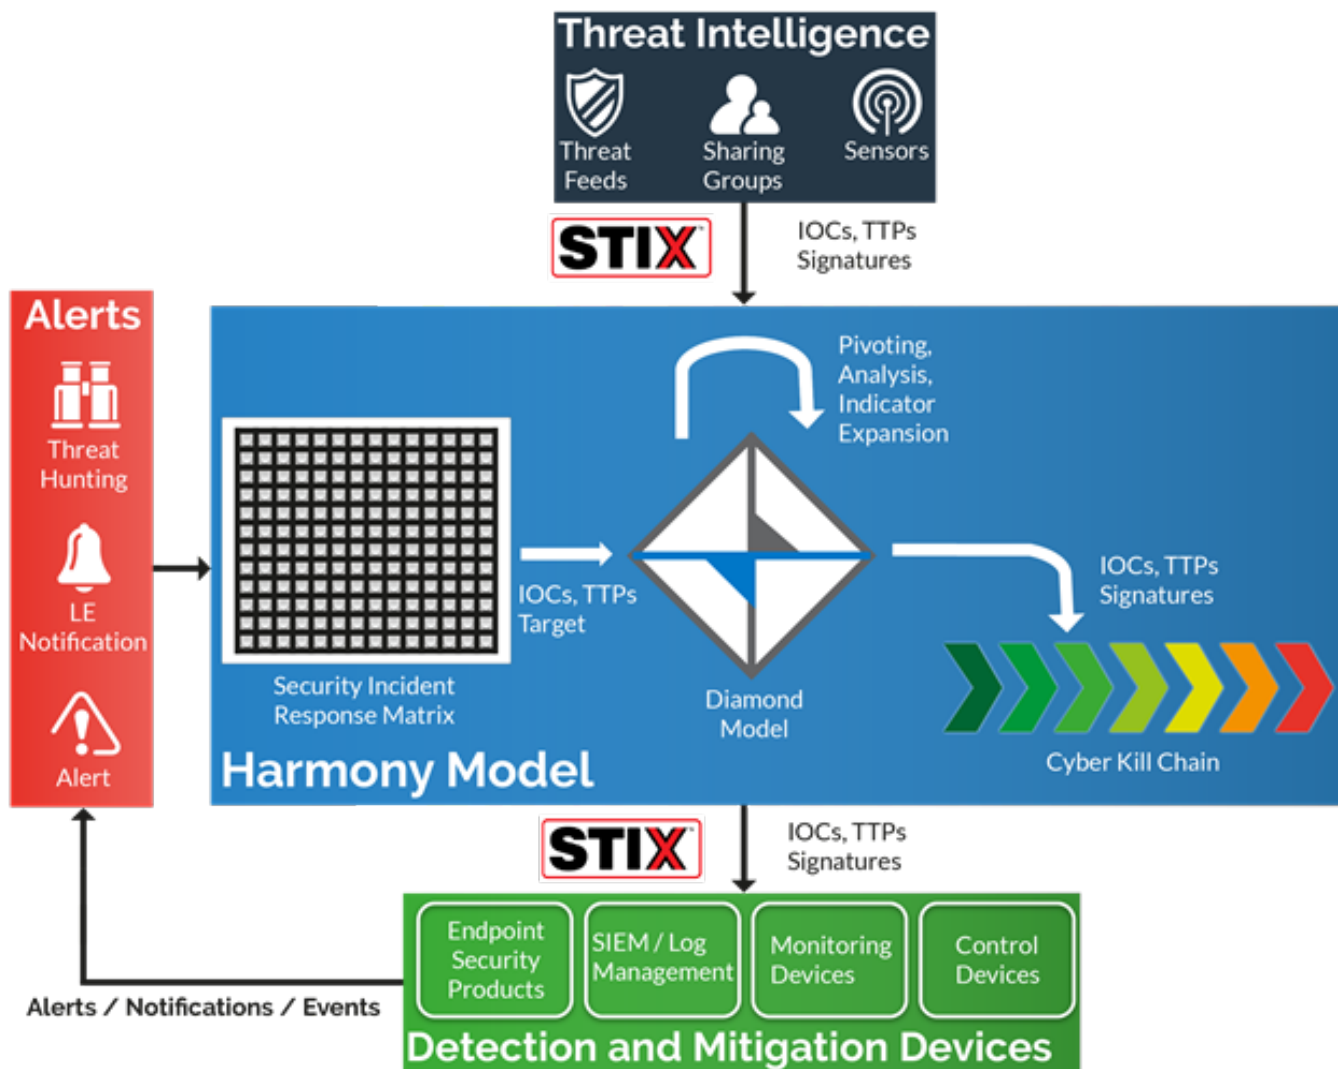 Threat Intelligence
Threat
Feeds
Sharing
Groups
Sensors
STIX™
IOCs, TTPs
Signatures
Alerts
Threat
Hunting
LE
Notification
Alert
Pivoting,
Analysis,
Indicator
Expansion
IOCs, TTPs
Target
Security Incident
Response Matrix
Diamond
Model
IOCs, TTPs
Signatures
Cyber Kill Chain
Harmony Model
STIX™
IOCs, TTPs
Signatures
Endpoint
Security
Products
SIEM / Log
Management
Monitoring
Devices
Control
Devices
Alerts / Notifications / Events
Detection and Mitigation Devices